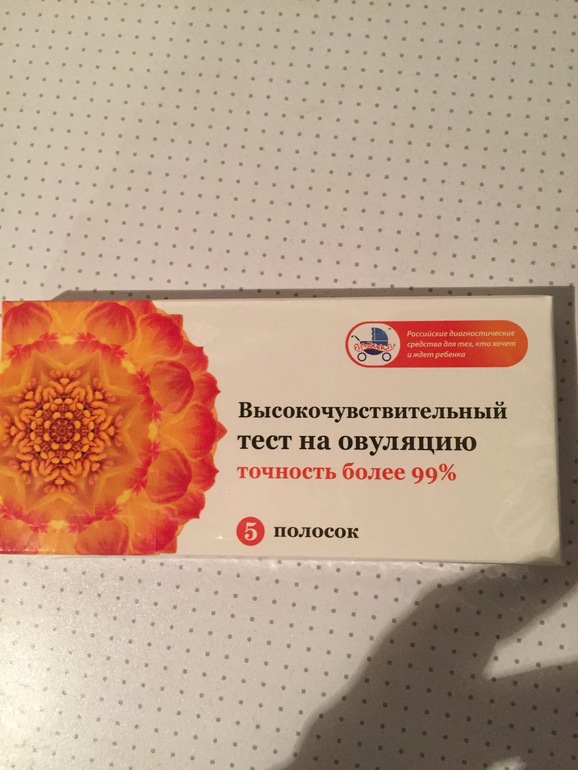 Российские диагностические
средства для тех, кто хочет
и ждет ребенка
Высокочувствительный
тест на овуляцию
точность более 99%
5 полосок